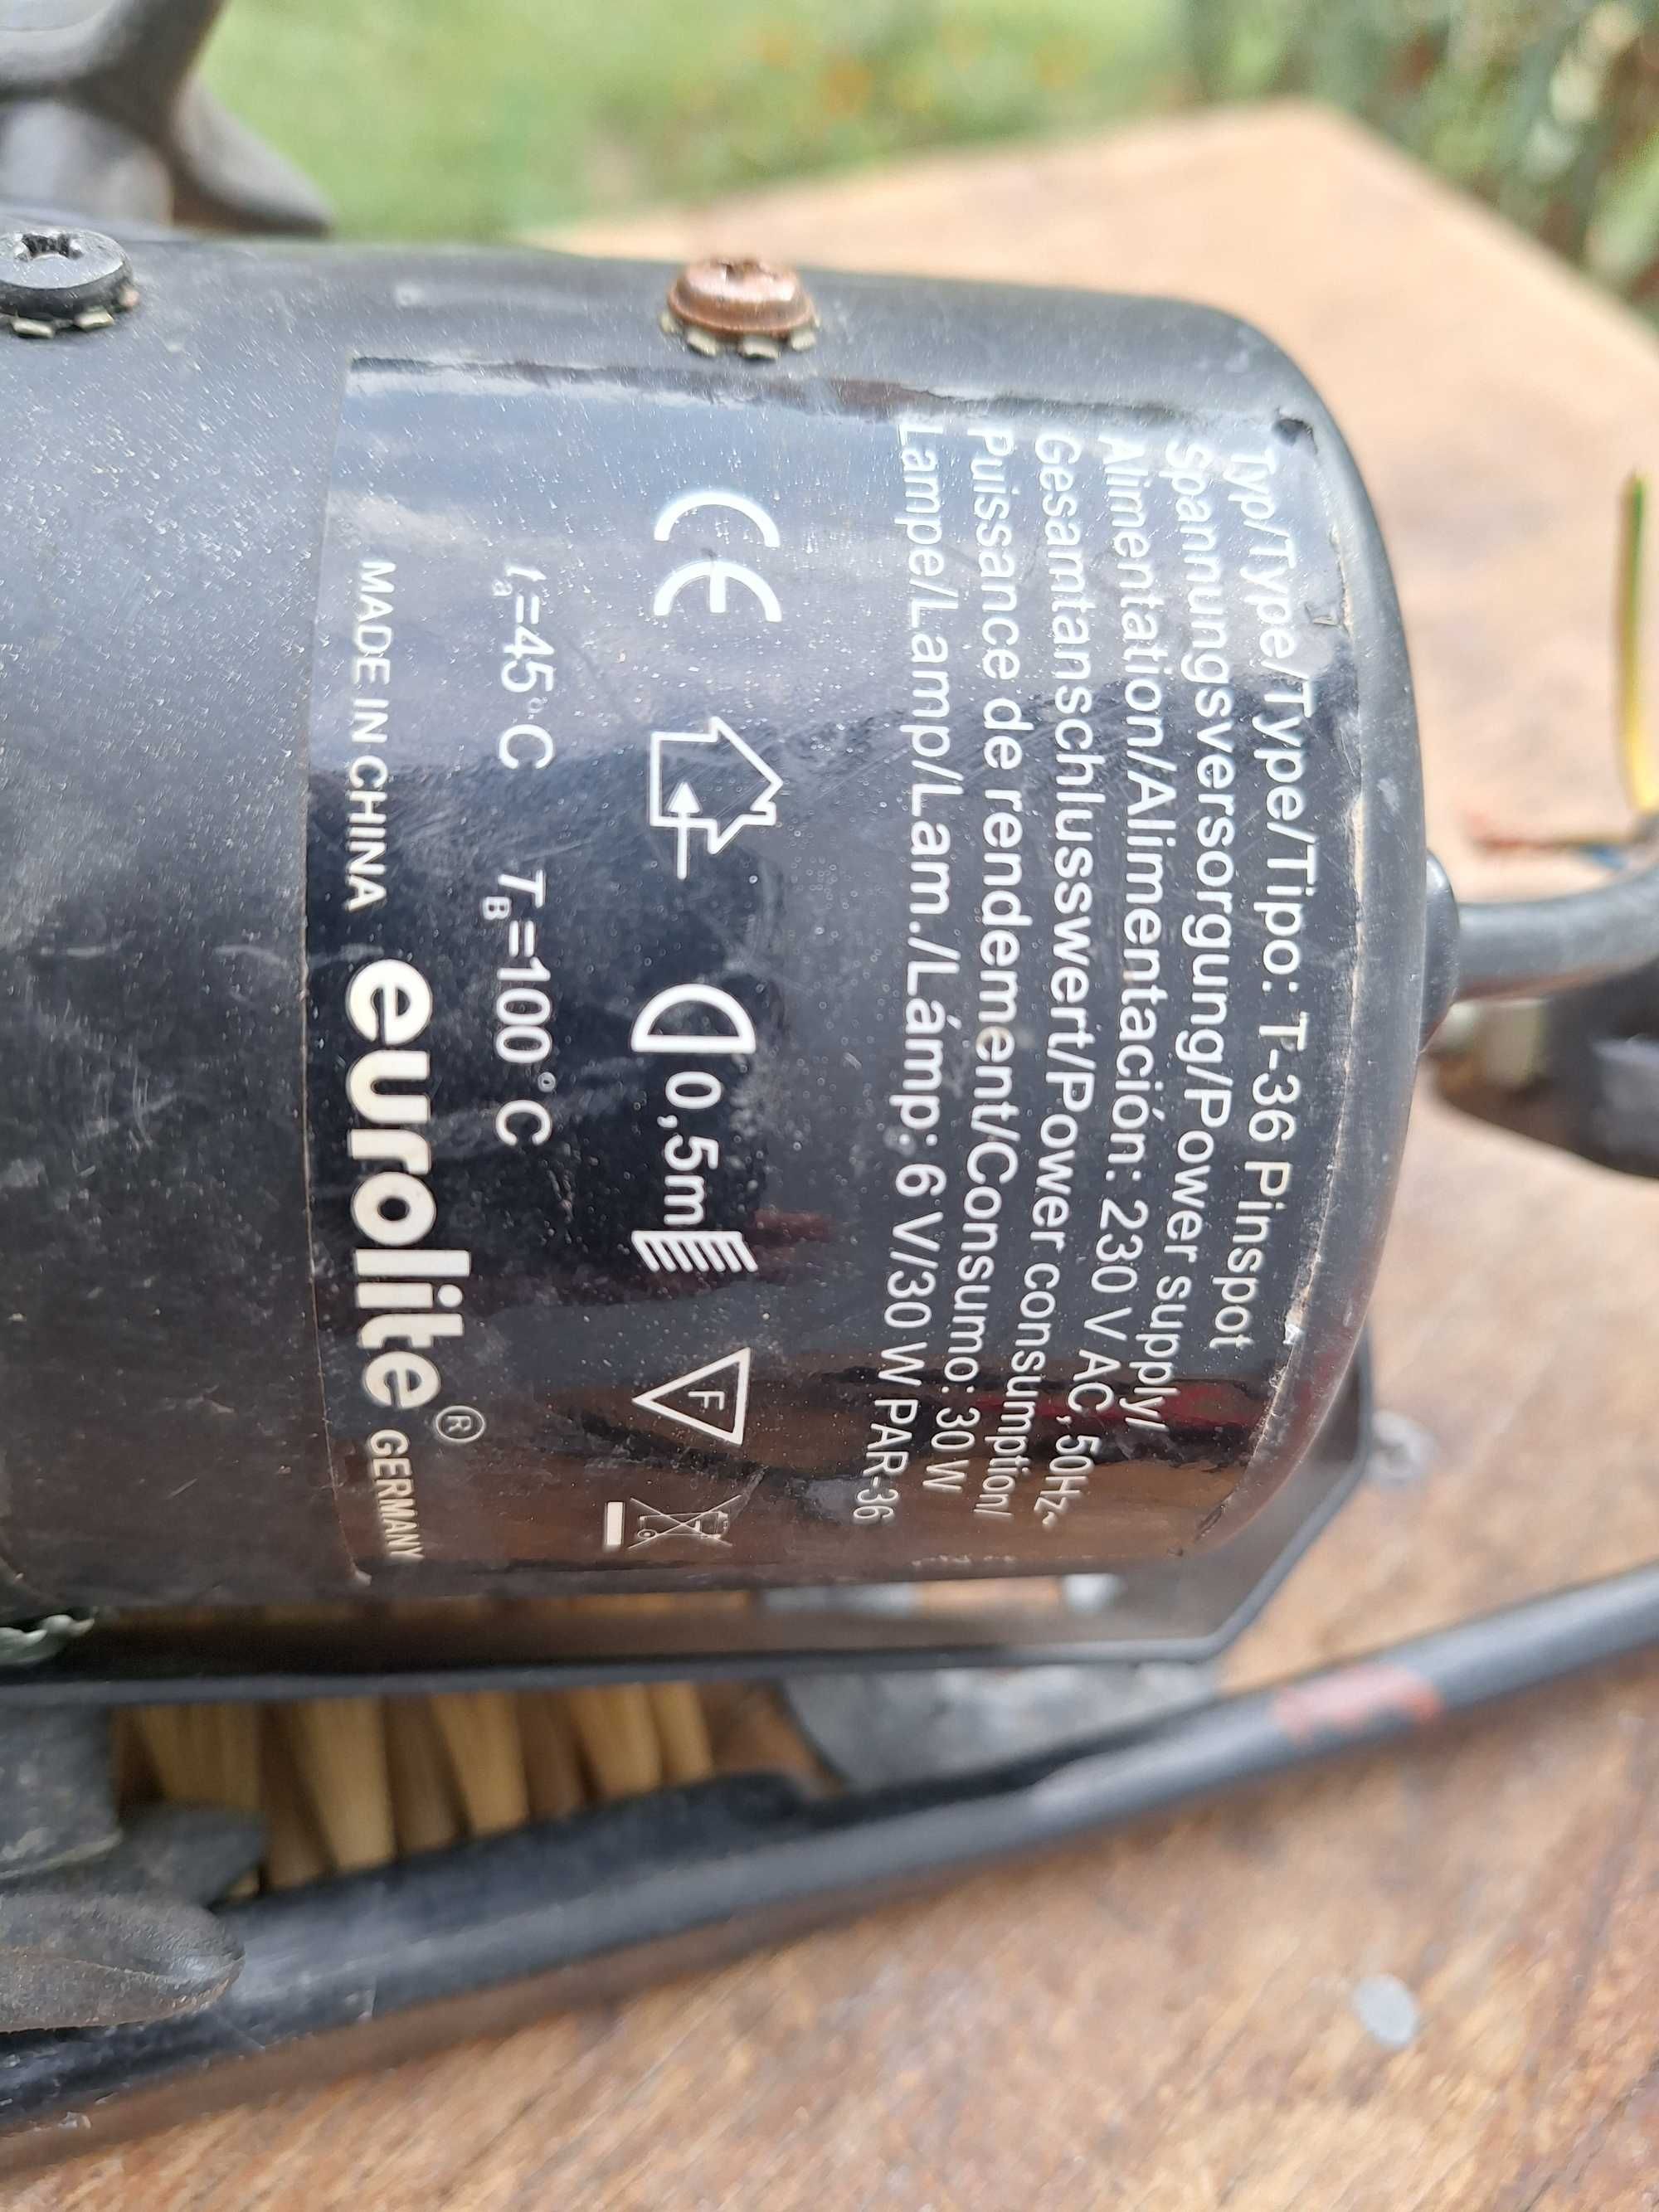 Typ/Type/Type/Tipo: T-36 Pinspot
Spannungsversorgung/Power supply/
Alimentation/Alimentación: 230 V AC, 50Hz~
Gesamtanschlusswert/Power consumption/
Puissance de rendement/Consumo: 30 W
Lampe/Lamp/Lam./Lámp: 6 V/30 W PAR-36
CE 0,5m F
ta=45°C TB=100°C
MADE IN CHINA eurolite® GERMANY